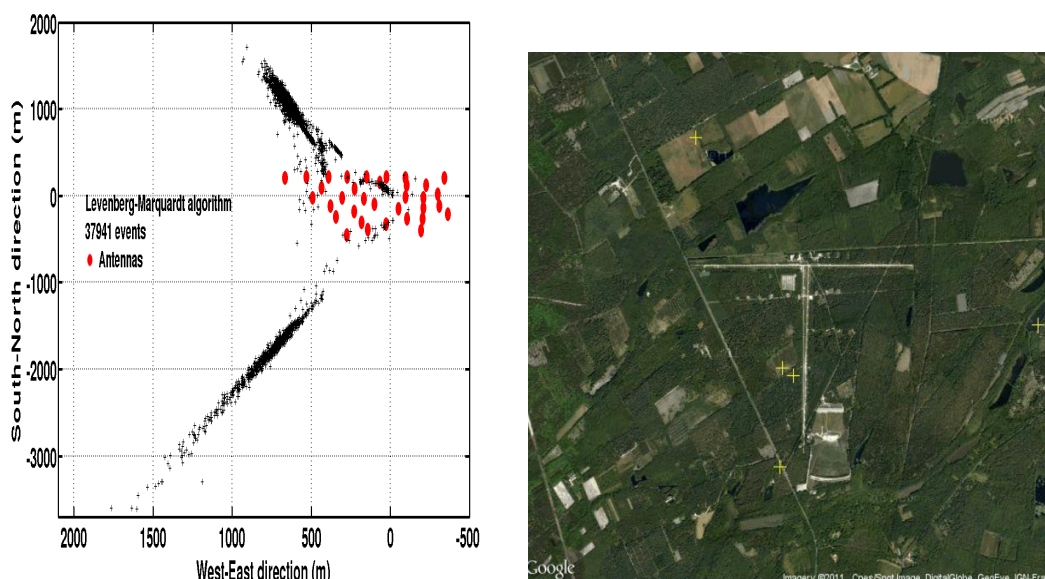 2000
1000
0
-1000
-2000
-3000
South-North direction (m)
Levenberg-Marquardt algorithm
37941 events
Antennas
2000
1500
1000
500
0
-500
West-East direction (m)
Google
Imagery ©2011 , Cnes/Spot Image, DigitalGlobe, GeoEye, IGN